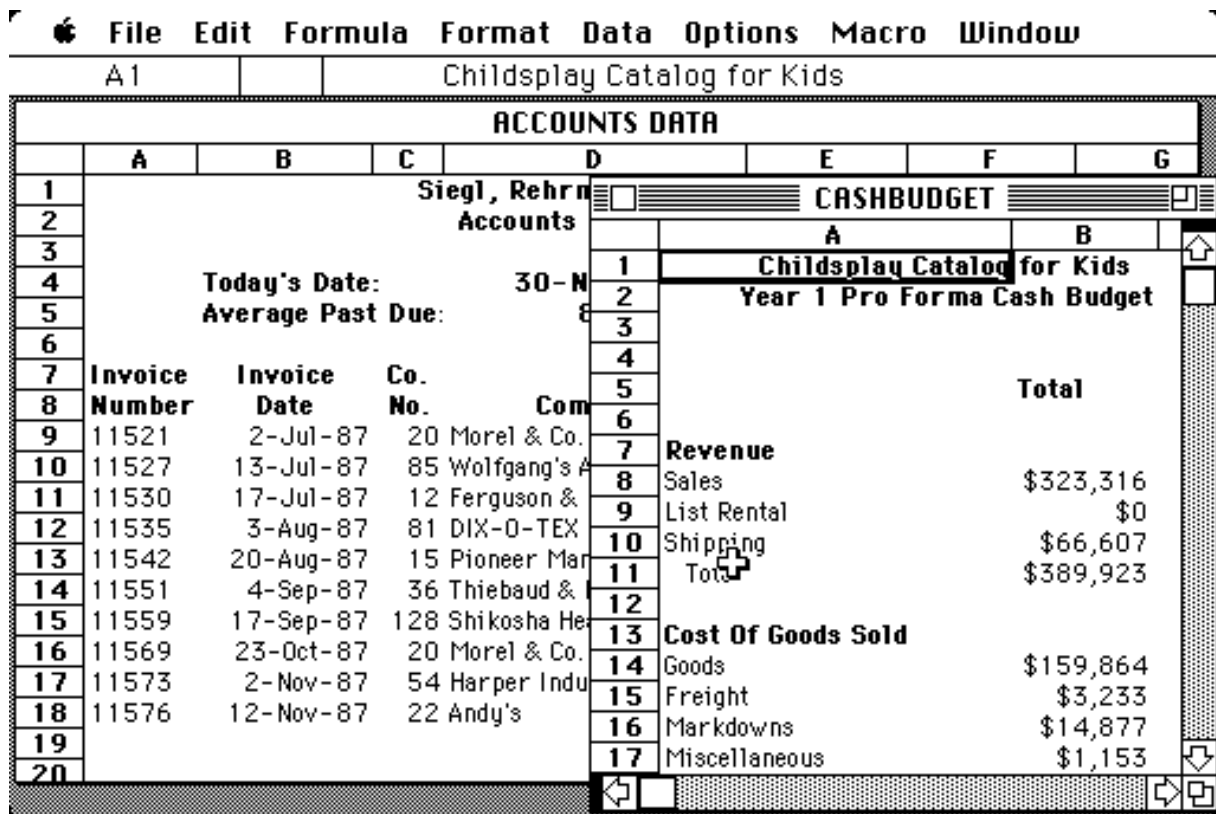 File Edit Formula Format Data Options Macro Window
A1 Childsplay Catalog for Kids
ACCOUNTS DATA
A B C D E F G
1 Siegl,
2 Accounts
3
4 Today's Date:
5 Average Past Due:
6
7 Invoice Invoice Co.
8 Number Date No.
9 11521 2-Jul-87 20 Morel & Co.
10 11527 13-Jul-87 85 Wolfgang's
11 11530 17-Jul-87 12 Ferguson &
12 11535 3-Aug-87 81 DIX-O-TEX
13 11542 20-Aug-87 15 Pioneer
14 11551 4-Sep-87 36 Thiebaud &
15 11559 17-Sep-87 128 Shikosha
16 11569 23-Oct-87 20 Morel & Co.
17 11573 2-Nov-87 54 Harper
18 11576 12-Nov-87 22 Andy's
19
20
CASHBUDGET
A B
1 Childsplay Catalog for Kids
2 Year 1 Pro Forma Cash Budget
3
4
5 Total
6
7 Revenue
8 Sales $323,316
9 List Rental $0
10 Shipping $66,607
11 Total $389,923
12
13 Cost Of Goods Sold
14 Goods $159,864
15 Freight $3,233
16 Markdowns $14,877
17 Miscellaneous $1,153